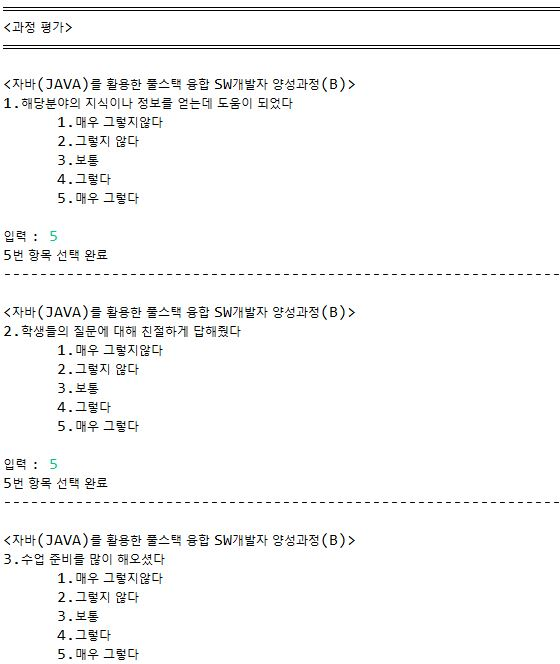 <과정 평가>
<자바(JAVA)를 활용한 풀스택 융합 SW개발자 양성과정(B)>
1.해당분야의 지식이나 정보를 얻는데 도움이 되었다
1.매우 그렇지않다
2.그렇지 않다
3.보통
4.그렇다
5.매우 그렇다
입력 : 5
5번 항목 선택 완료
<자바(JAVA)를 활용한 풀스택 융합 SW개발자 양성과정(B)>
2.학생들의 질문에 대해 친절하게 답해줬다
1.매우 그렇지않다
2.그렇지 않다
3.보통
4.그렇다
5.매우 그렇다
입력 : 5
5번 항목 선택 완료
<자바(JAVA)를 활용한 풀스택 융합 SW개발자 양성과정(B)>
3.수업 준비를 많이 해오셨다
1.매우 그렇지않다
2.그렇지 않다
3.보통
4.그렇다
5.매우 그렇다